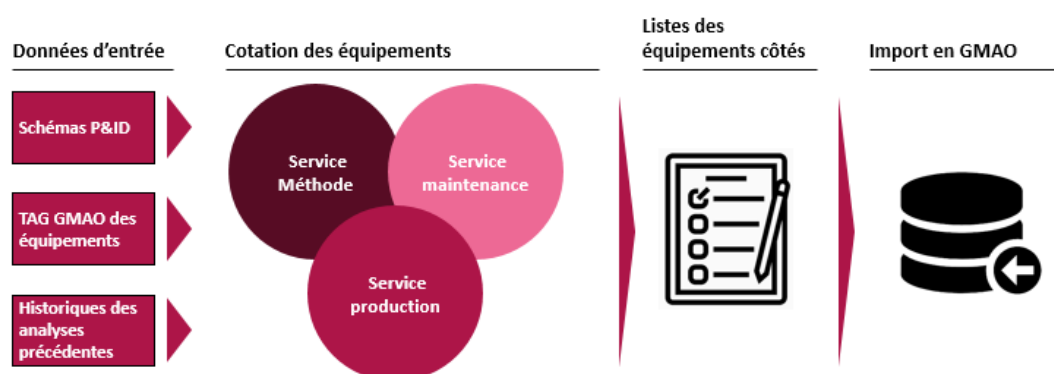 Données d'entrée
Cotation des équipements
Listes des
équipements côtés
Import en GMAO
Schémas P&ID
TAG GMAO des
équipements
Historiques des
analyses
précédentes
Service
Méthode
Service
maintenance
Service
production